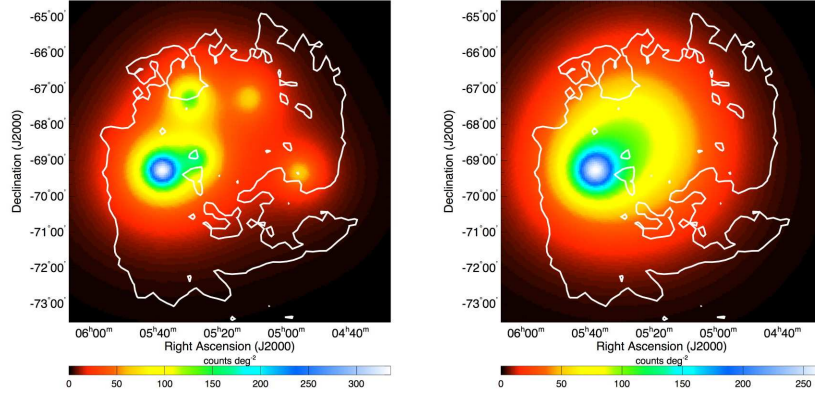 -65°00' -65°00'
-66°00' -66°00'
-67°00' -67°00'
-68°00' -68°00'
Declination (J2000) Declination (J2000)
-69°00' -69°00'
-70°00' -70°00'
-71°00' -71°00'
-72°00' -72°00'
-73°00' -73°00'
06ʰ00ᵐ 05ʰ40ᵐ 05ʰ20ᵐ 05ʰ00ᵐ 04ʰ40ᵐ 06ʰ00ᵐ 05ʰ40ᵐ 05ʰ20ᵐ 05ʰ00ᵐ 04ʰ40ᵐ
Right Ascension (J2000) Right Ascension (J2000)
counts deg⁻² counts deg⁻²
0 50 100 150 200 250 300 0 50 100 150 200 250